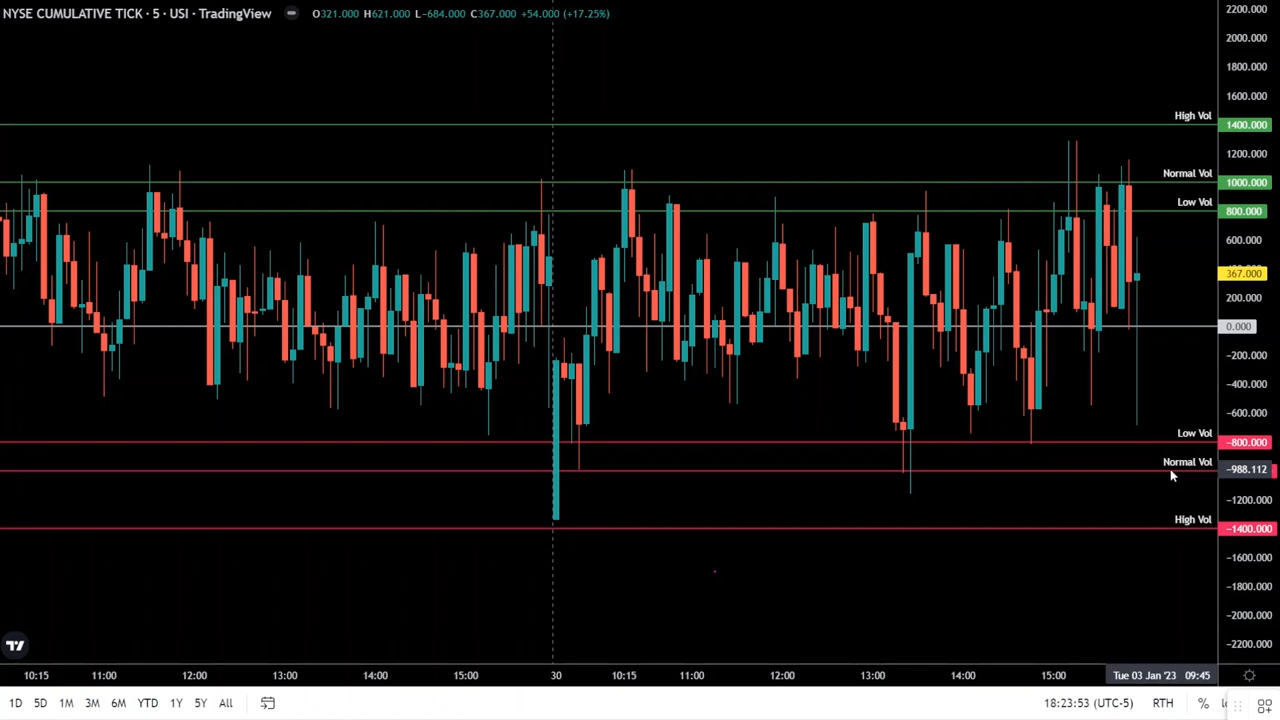 NYSE CUMULATIVE TICK · 5 · USI · TradingView O321.000 H621.000 L−684.000 C367.000 +54.000 (+17.25%)
2200.000
2000.000
1800.000
1600.000
High Vol 1400.000
1200.000
Normal Vol 1000.000
Low Vol 800.000
600.000
367.000
200.000
0.000
−200.000
−400.000
−600.000
Low Vol −800.000
Normal Vol −988.112
−1200.000
High Vol −1400.000
−1600.000
−1800.000
−2000.000
−2200.000
10:15 11:00 12:00 13:00 14:00 15:00 30 10:15 11:00 12:00 13:00 14:00 15:00 Tue 03 Jan '23 09:45
1D 5D 1M 3M 6M YTD 1Y 5Y All 18:23:53 (UTC-5) RTH %